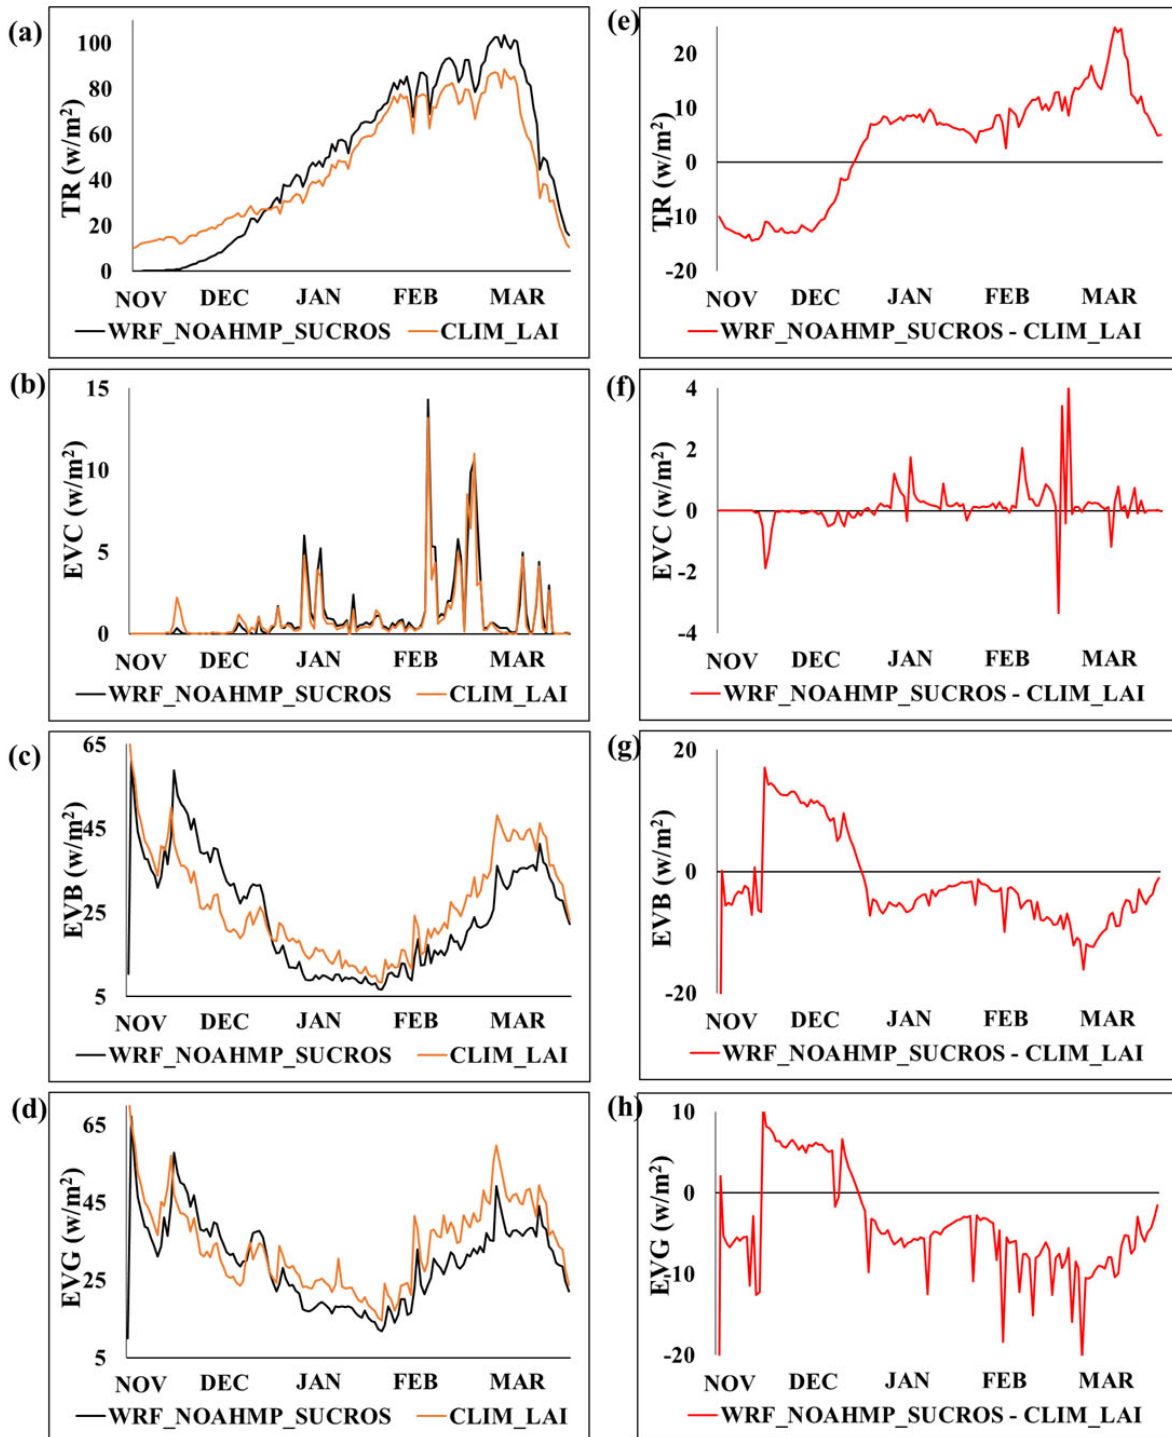 (a)
TR (w/m²)
100
80
60
40
20
0
NOV DEC JAN FEB MAR
WRF_NOAHMP_SUCROS CLIM_LAI
(e)
TR (w/m²)
20
10
0
-10
-20
NOV DEC JAN FEB MAR
WRF_NOAHMP_SUCROS - CLIM_LAI
(b)
EVC (w/m²)
15
10
5
0
NOV DEC JAN FEB MAR
WRF_NOAHMP_SUCROS CLIM_LAI
(f)
EVC (w/m²)
4
2
0
-2
-4
NOV DEC JAN FEB MAR
WRF_NOAHMP_SUCROS - CLIM_LAI
(c)
EVB (w/m²)
65
45
25
5
NOV DEC JAN FEB MAR
WRF_NOAHMP_SUCROS CLIM_LAI
(g)
EVB (w/m²)
20
0
-20
NOV DEC JAN FEB MAR
WRF_NOAHMP_SUCROS - CLIM_LAI
(d)
EVG (w/m²)
65
45
25
5
NOV DEC JAN FEB MAR
WRF_NOAHMP_SUCROS CLIM_LAI
(h)
EVG (w/m²)
10
0
-10
-20
NOV DEC JAN FEB MAR
WRF_NOAHMP_SUCROS - CLIM_LAI